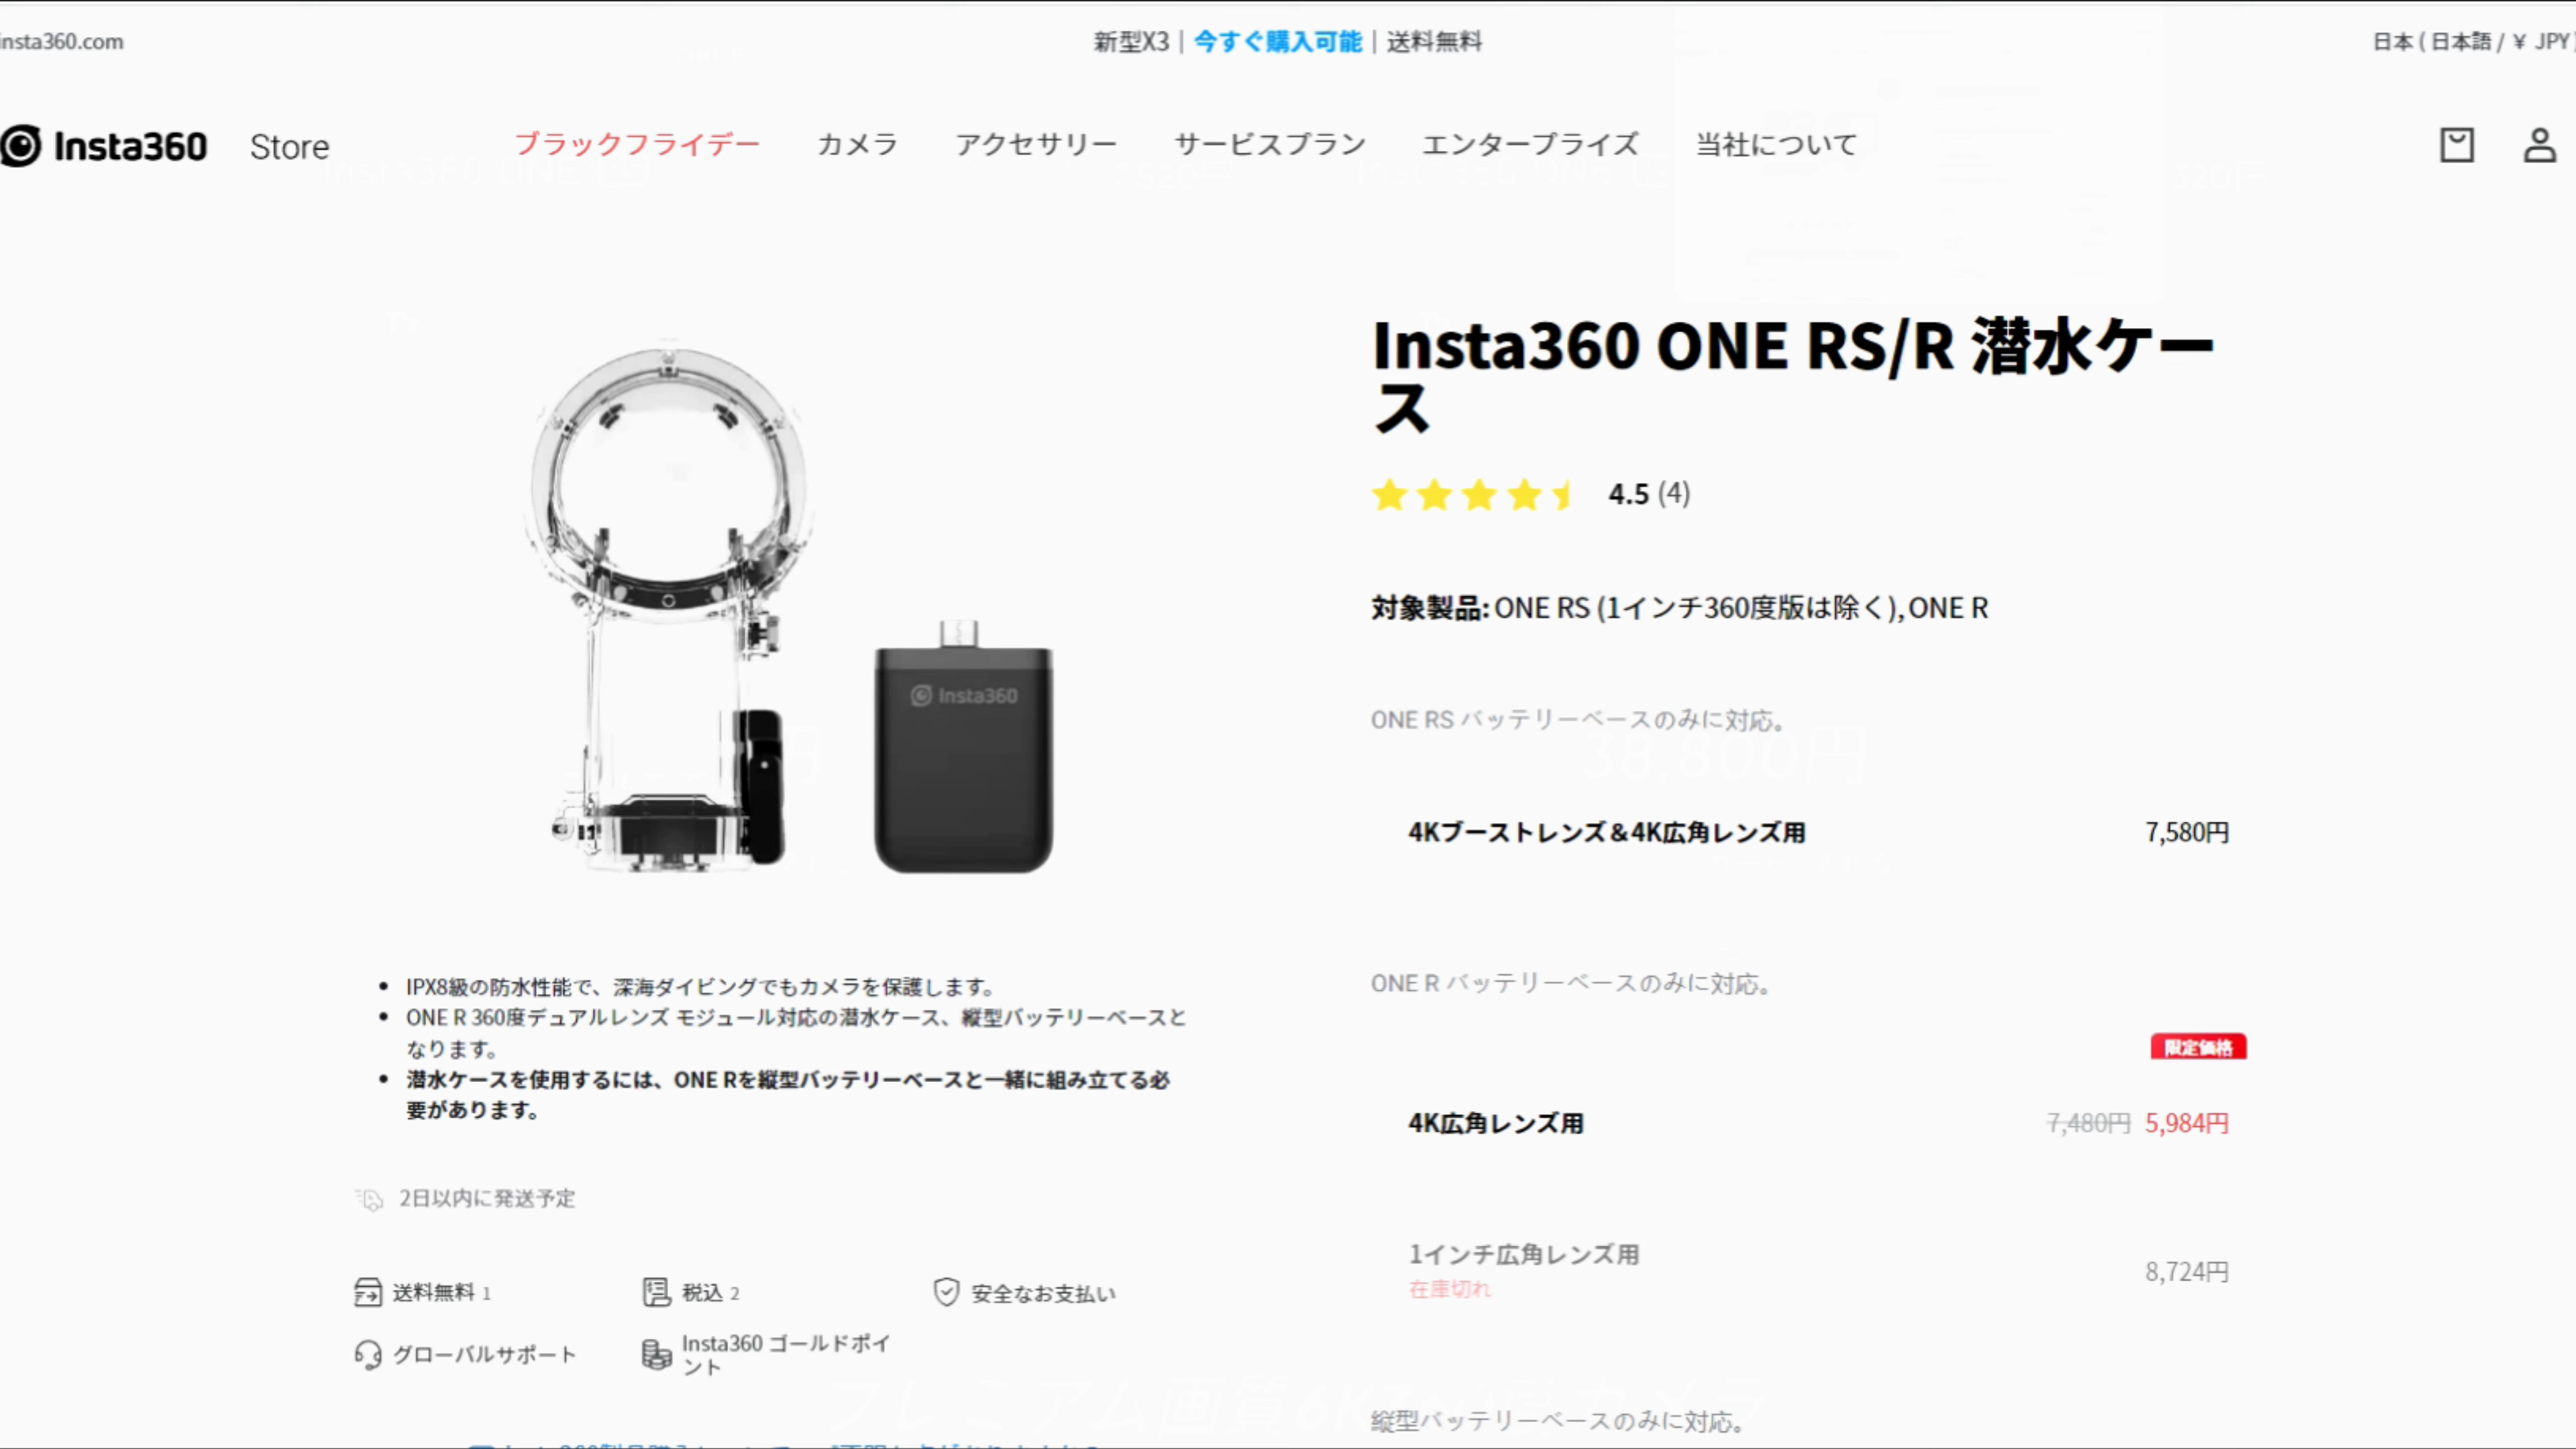 insta360.com
新型X3 | 今すぐ購入可能 | 送料無料
日本 ( 日本語 / ¥ JPY )
Insta360 Store
ブラックフライデー カメラ アクセサリー サービスプラン エンタープライズ 当社について
Insta360 ONE RS/R 潜水ケー
ス
4.5 (4)
対象製品: ONE RS (1インチ360度版は除く), ONE R
ONE RS バッテリーベースのみに対応。
38,800円
4Kブーストレンズ＆4K広角レンズ用 7,580円
ONE R バッテリーベースのみに対応。
限定価格
4K広角レンズ用 7,480円 5,984円
1インチ広角レンズ用
在庫切れ
8,724円
縦型バッテリーベースのみに対応。
Insta360
・IPX8級の防水性能で、深海ダイビングでもカメラを保護します。
・ONE R 360度デュアルレンズ モジュール対応の潜水ケース、縦型バッテリーベースと
なります。
・潜水ケースを使用するには、ONE Rを縦型バッテリーベースと一緒に組み立てる必
要があります。
2日以内に発送予定
送料無料 1 税込 2 安全なお支払い
グローバルサポート
Insta360 ゴールドポイ
ント